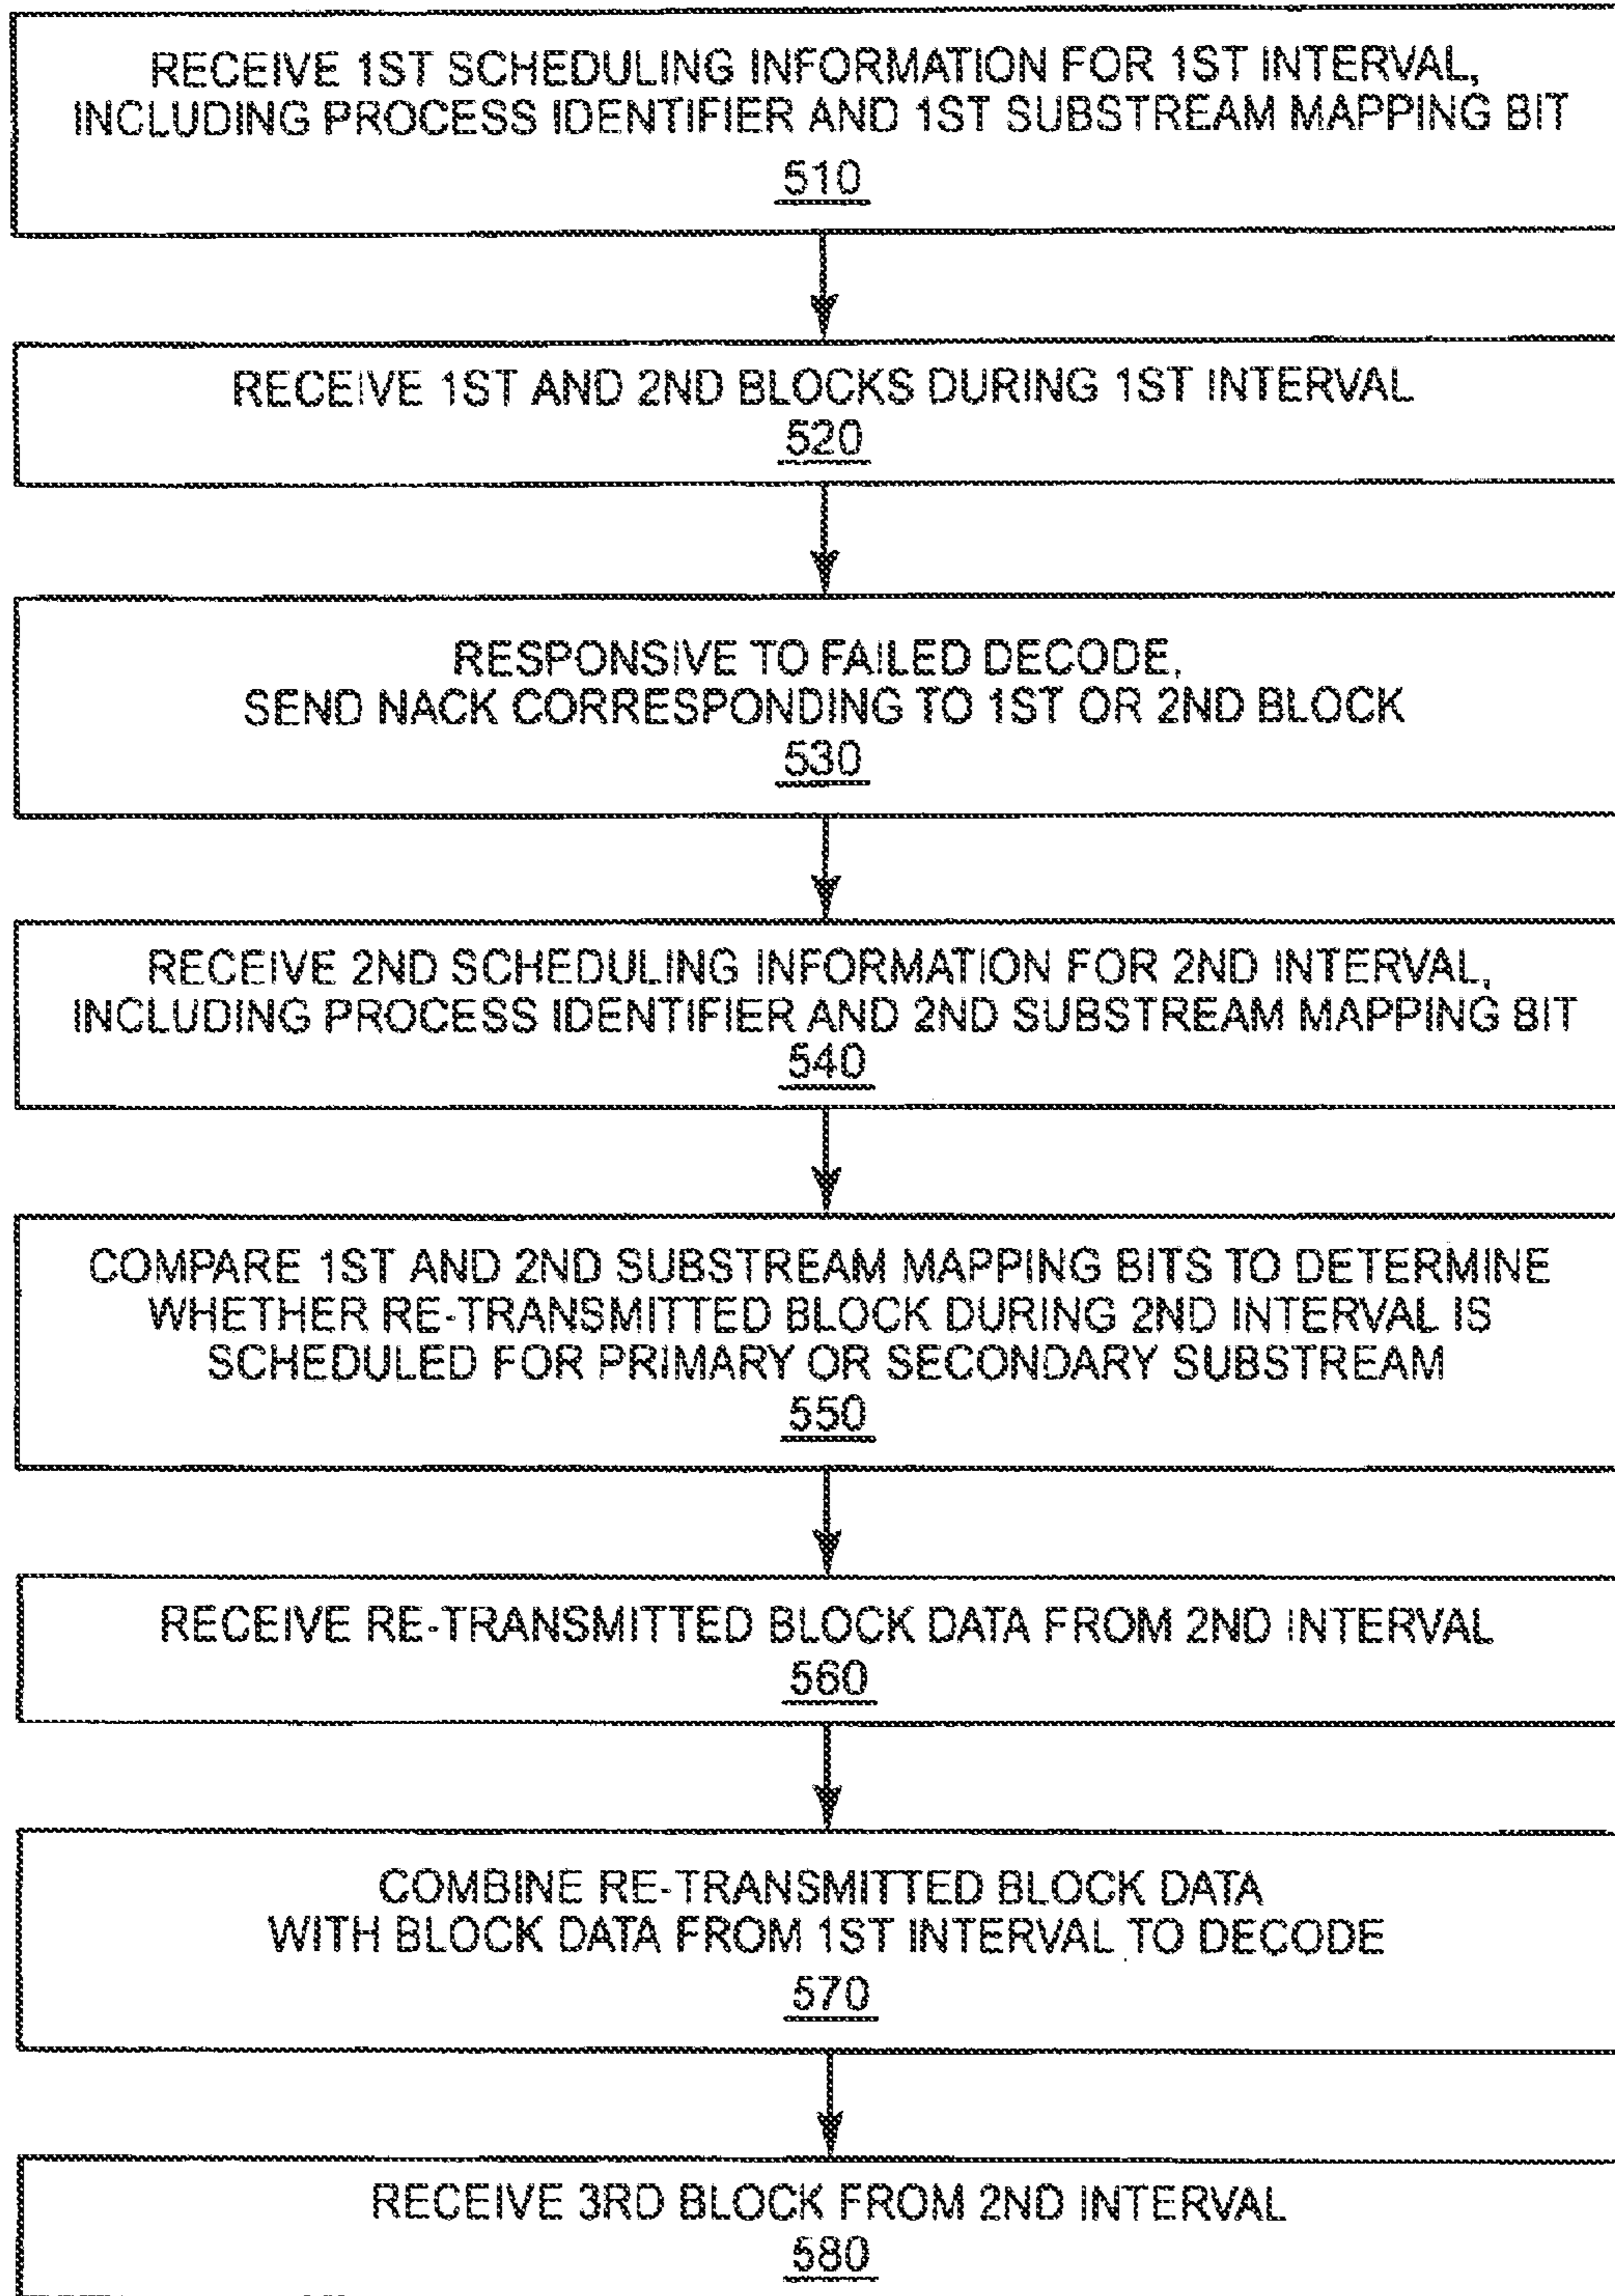 RECEIVE 1ST SCHEDULING INFORMATION FOR 1ST INTERVAL,
INCLUDING PROCESS IDENTIFIER AND 1ST SUBSTREAM MAPPING BIT
510
RECEIVE 1ST AND 2ND BLOCKS DURING 1ST INTERVAL
520
RESPONSIVE TO FAILED DECODE,
SEND NACK CORRESPONDING TO 1ST OR 2ND BLOCK
530
RECEIVE 2ND SCHEDULING INFORMATION FOR 2ND INTERVAL,
INCLUDING PROCESS IDENTIFIER AND 2ND SUBSTREAM MAPPING BIT
540
COMPARE 1ST AND 2ND SUBSTREAM MAPPING BITS TO DETERMINE
WHETHER RE-TRANSMITTED BLOCK DURING 2ND INTERVAL IS
SCHEDULED FOR PRIMARY OR SECONDARY SUBSTREAM
550
RECEIVE RE-TRANSMITTED BLOCK DATA FROM 2ND INTERVAL
560
COMBINE RE-TRANSMITTED BLOCK DATA
WITH BLOCK DATA FROM 1ST INTERVAL TO DECODE
570
RECEIVE 3RD BLOCK FROM 2ND INTERVAL
580